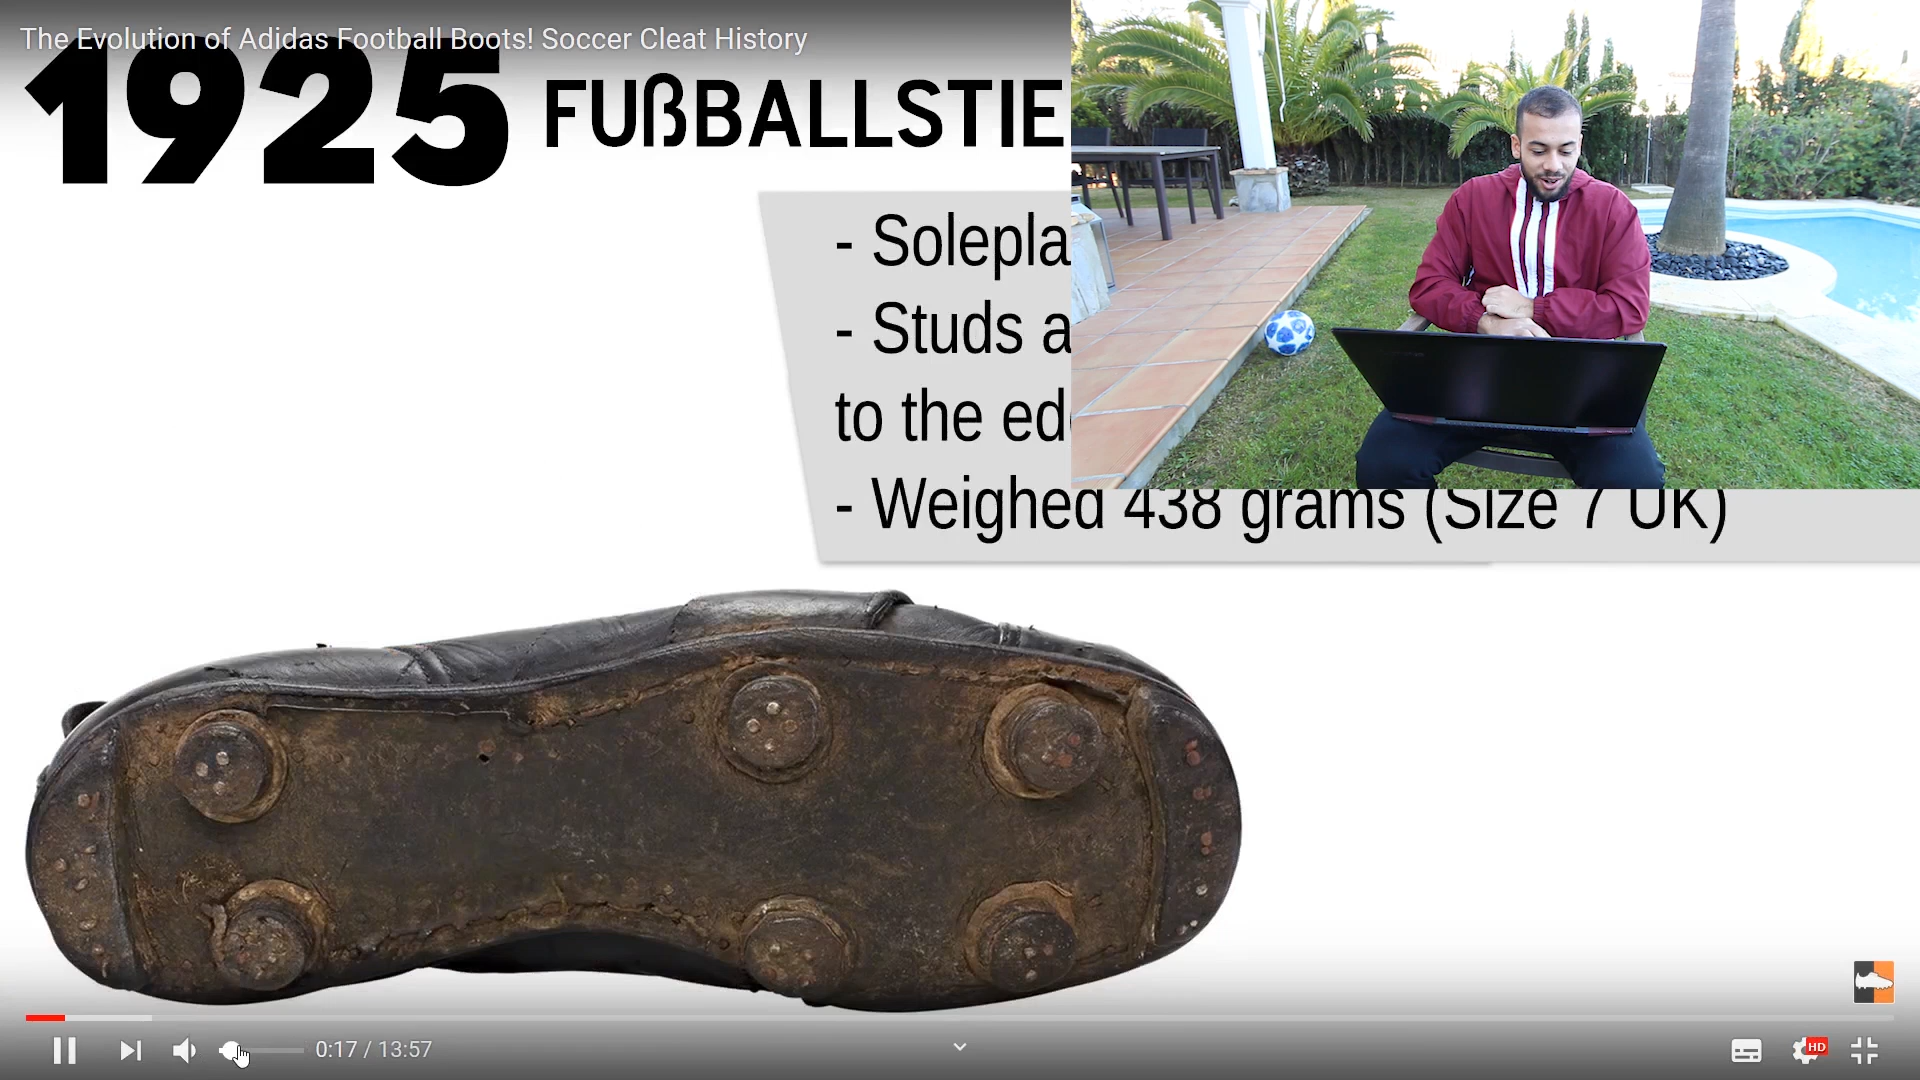 The Evolution of Adidas Football Boots! Soccer Cleat History
1925 FUßBALLSTIE
- Solepla
- Studs a
to the ed
- Weighed 438 grams (Size 7 UK)
0:17 / 13:57
HD